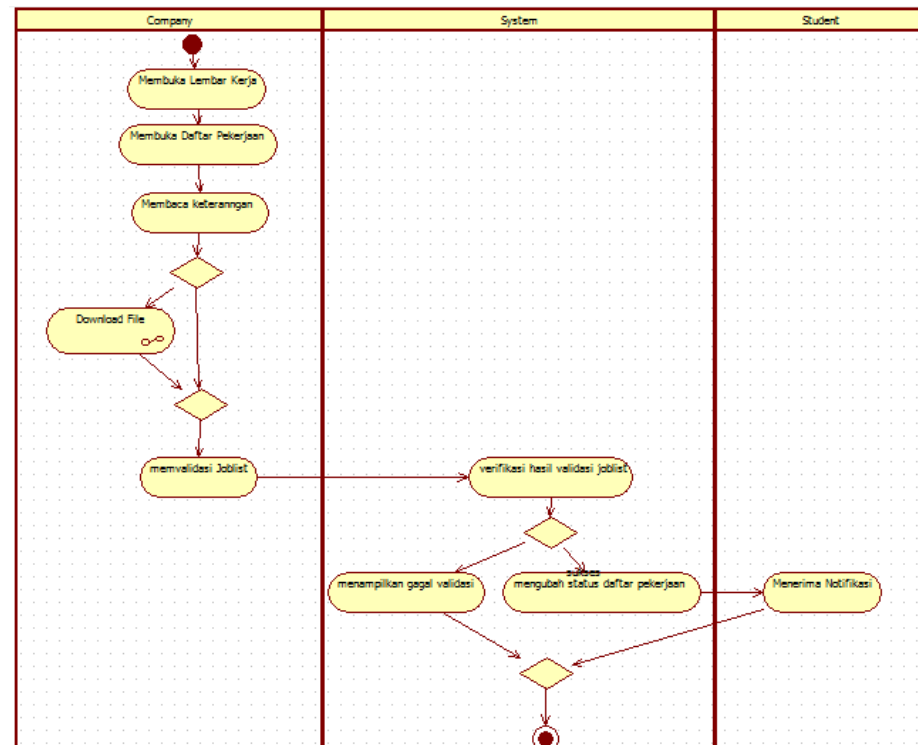 Company
System
Student
Membuka Lembar Kerja
Membuka Daftar Pekerjaan
Membaca keteranngan
Download File
memvalidasi Joblist
verifikasi hasil validasi joblist
sukses
menampilkan gagal validasi
mengubah status daftar pekerjaan
Menerima Notifikasi